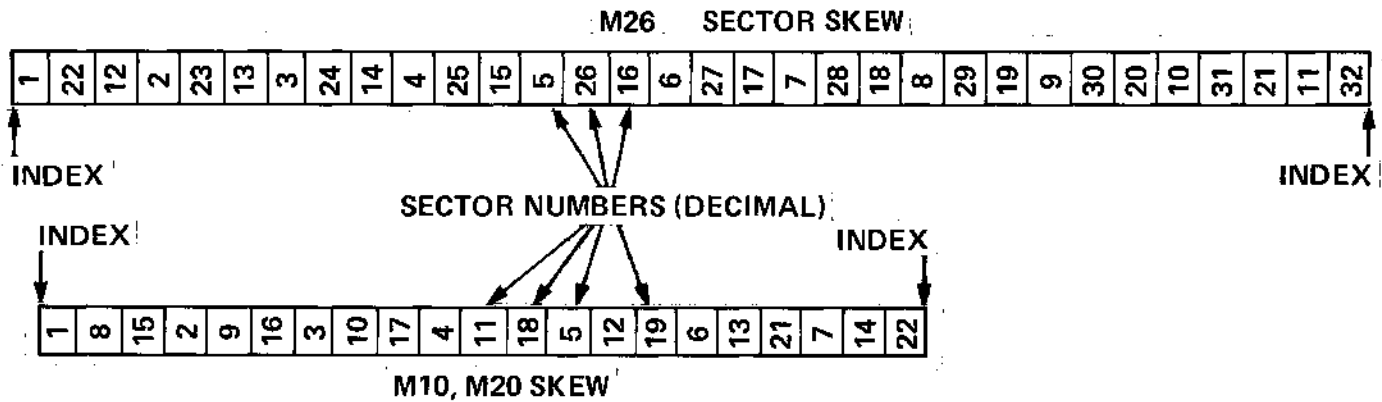 M26 SECTOR SKEW
1 22 12 2 23 13 3 24 14 4 25 15 5 26 16 6 27 17 7 28 18 8 29 19 9 30 20 10 31 21 11 32
INDEX INDEX
SECTOR NUMBERS (DECIMAL)
INDEX INDEX
1 8 15 2 9 16 3 10 17 4 11 18 5 12 19 6 13 21 7 14 22
M10, M20 SKEW